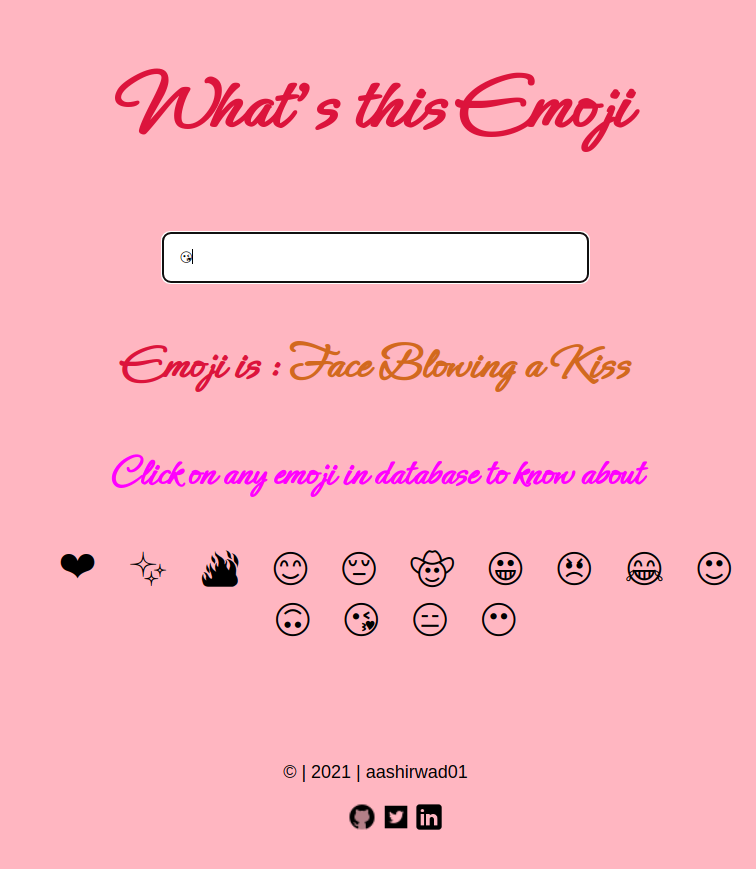 What's this Emoji
😘
Emoji is : Face Blowing a Kiss
Click on any emoji in database to know about
❤ ✨ 🔥 😊 😔 🤠 😀 😠 😂 🙂
🙃 😘 😑 😶
© | 2021 | aashirwad01